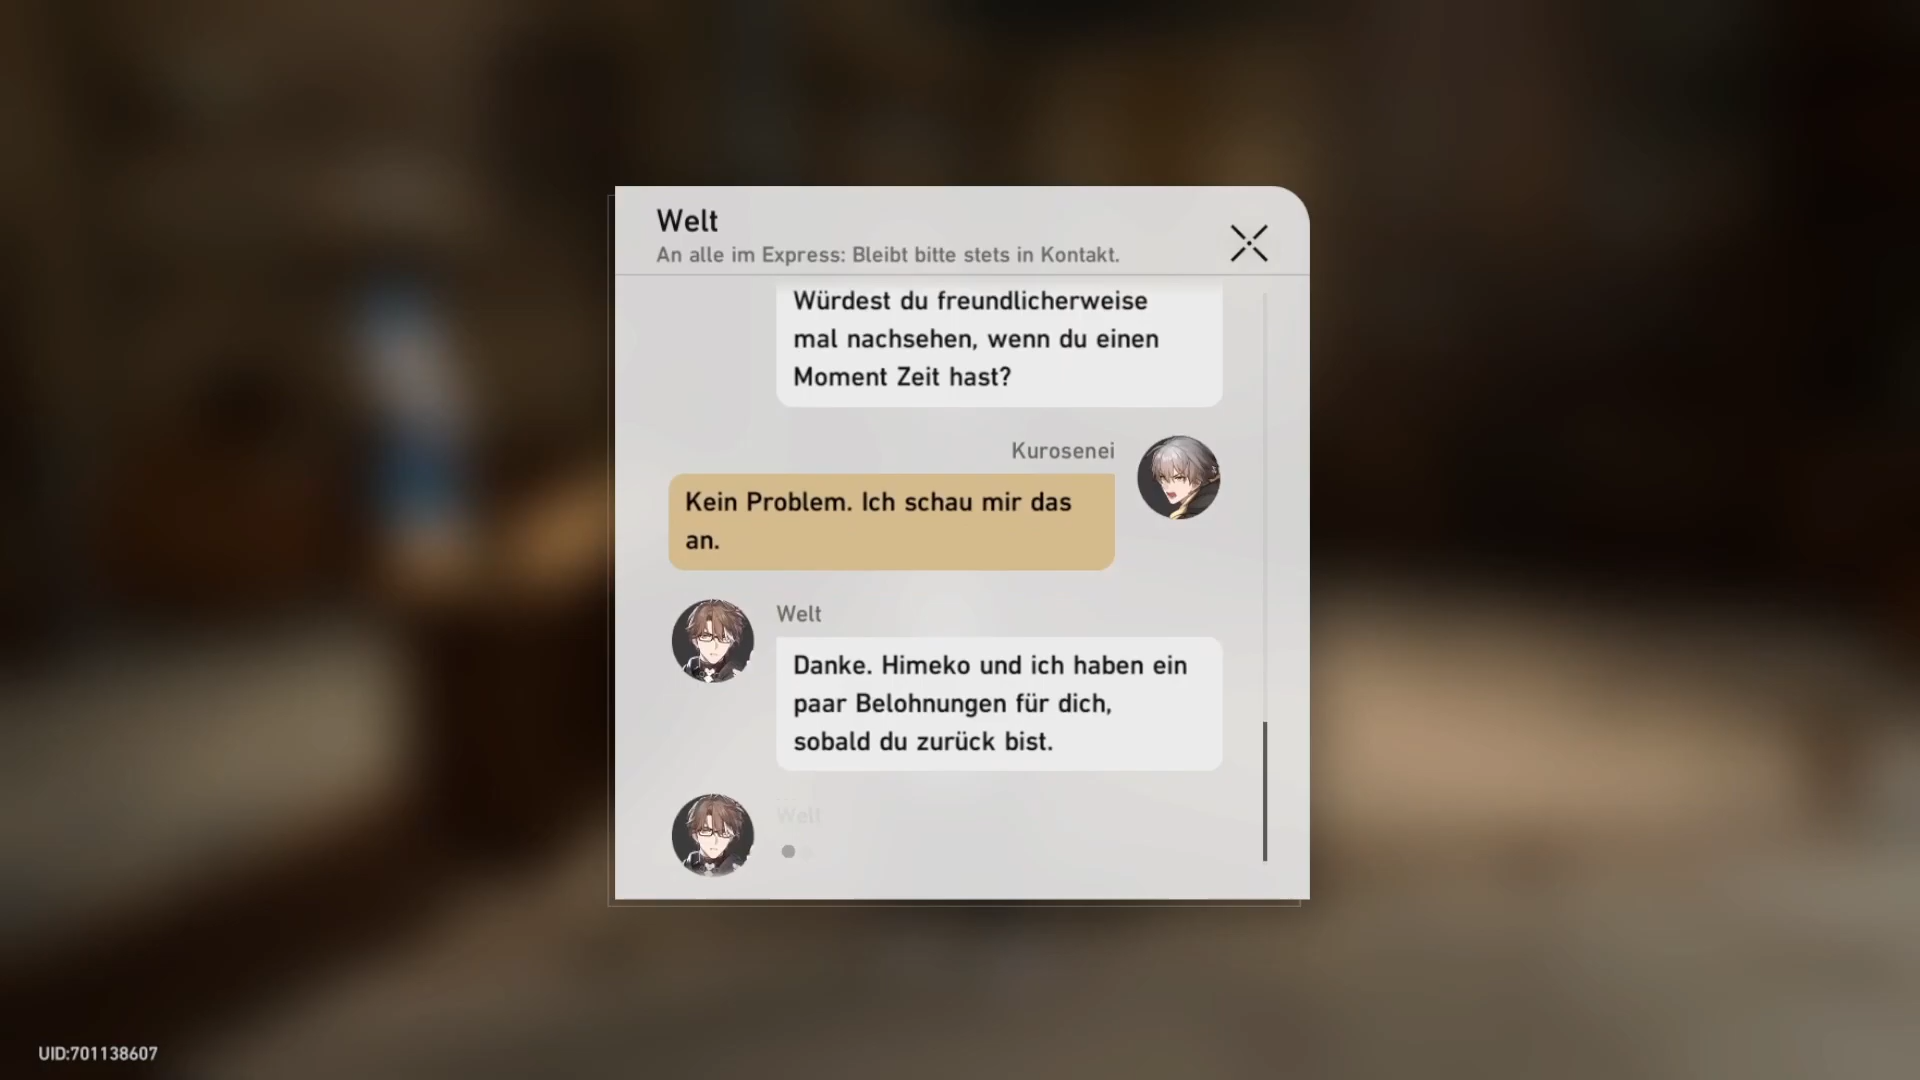 Welt
An alle im Express: Bleibt bitte stets in Kontakt.
Würdest du freundlicherweise
mal nachsehen, wenn du einen
Moment Zeit hast?
Kurosenei
Kein Problem. Ich schau mir das
an.
Welt
Danke. Himeko und ich haben ein
paar Belohnungen für dich,
sobald du zurück bist.
Welt
UID:701138607